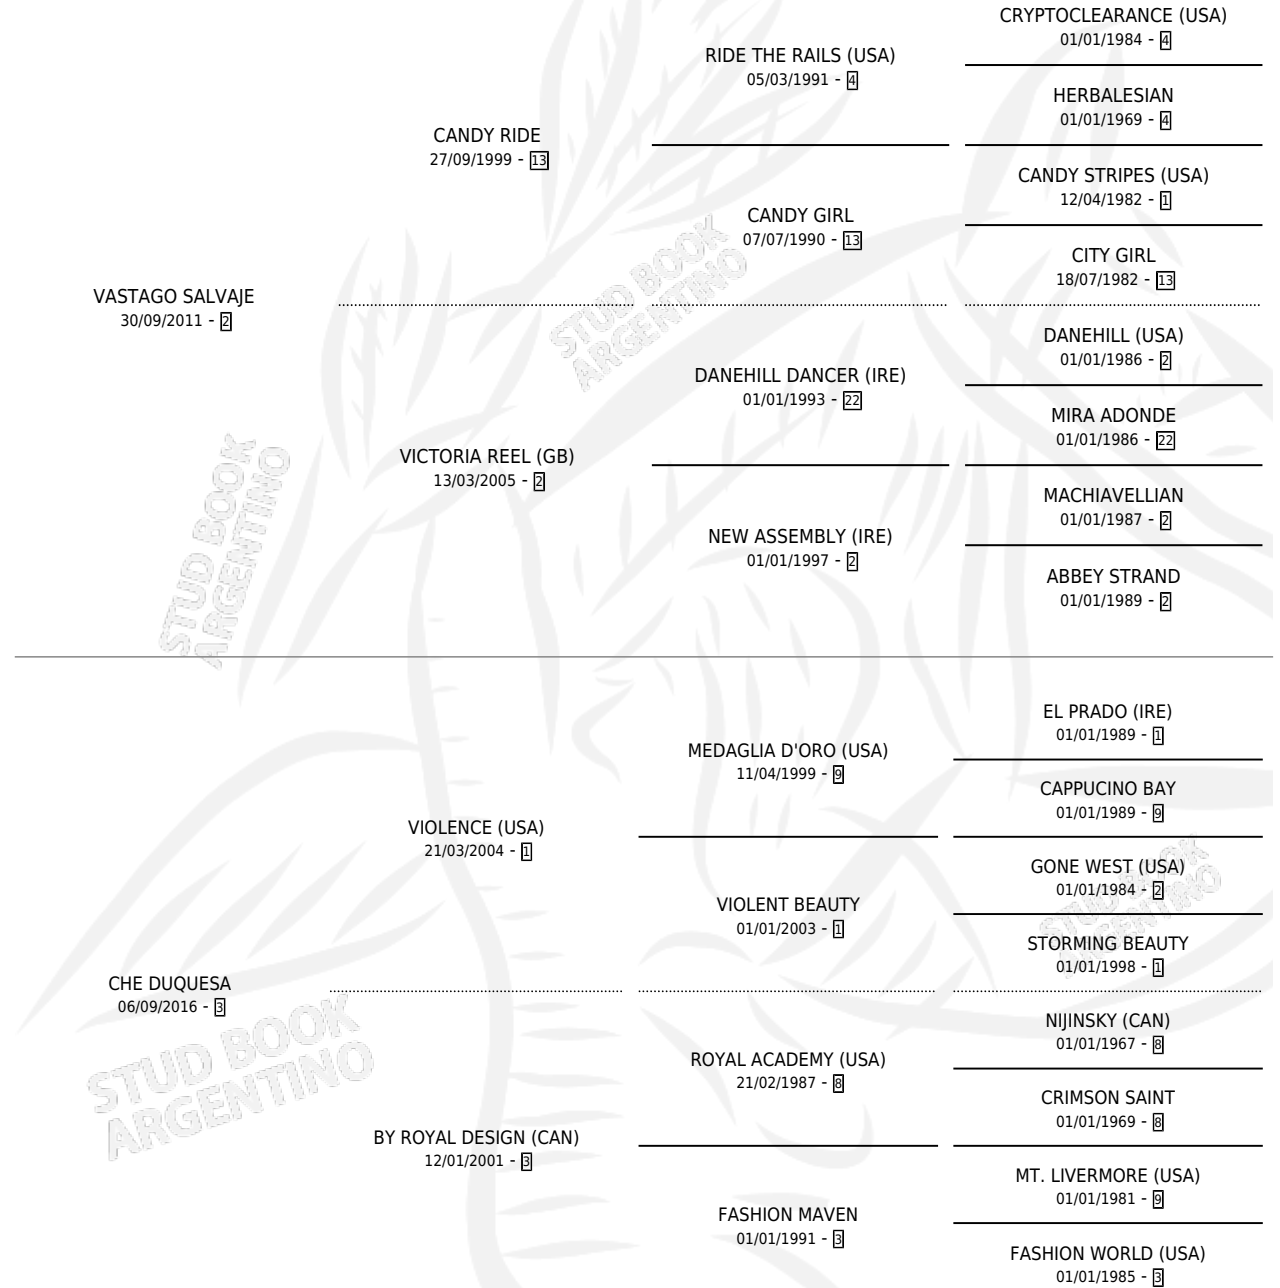 CRYPTOCLEARANCE (USA)
01/01/1984 - 4
RIDE THE RAILS (USA)
05/03/1991 - 4
HERBALESIAN
01/01/1969 - 4
CANDY RIDE
27/09/1999 - 13
CANDY STRIPES (USA)
12/04/1982 - 1
CANDY GIRL
07/07/1990 - 13
CITY GIRL
18/07/1982 - 13
VASTAGO SALVAJE
30/09/2011 - 2
DANEHILL (USA)
01/01/1986 - 2
DANEHILL DANCER (IRE)
01/01/1993 - 22
MIRA ADONDE
01/01/1986 - 22
VICTORIA REEL (GB)
13/03/2005 - 2
MACHIAVELLIAN
01/01/1987 - 2
NEW ASSEMBLY (IRE)
01/01/1997 - 2
ABBEY STRAND
01/01/1989 - 2
STUD BOOK
ARGENTINO
STUD BOOK
ARGENTINO
EL PRADO (IRE)
01/01/1989 - 1
MEDAGLIA D'ORO (USA)
11/04/1999 - 9
CAPPUCINO BAY
01/01/1989 - 9
VIOLENCE (USA)
21/03/2004 - 1
GONE WEST (USA)
01/01/1984 - 2
VIOLENT BEAUTY
01/01/2003 - 1
STORMING BEAUTY
01/01/1998 - 1
CHE DUQUESA
06/09/2016 - 3
NIJINSKY (CAN)
01/01/1967 - 8
ROYAL ACADEMY (USA)
21/02/1987 - 8
CRIMSON SAINT
01/01/1969 - 8
BY ROYAL DESIGN (CAN)
12/01/2001 - 3
MT. LIVERMORE (USA)
01/01/1981 - 9
FASHION MAVEN
01/01/1991 - 3
FASHION WORLD (USA)
01/01/1985 - 3
STUD BOOK
ARGENTINO
STUD BOOK
ARGENTINO